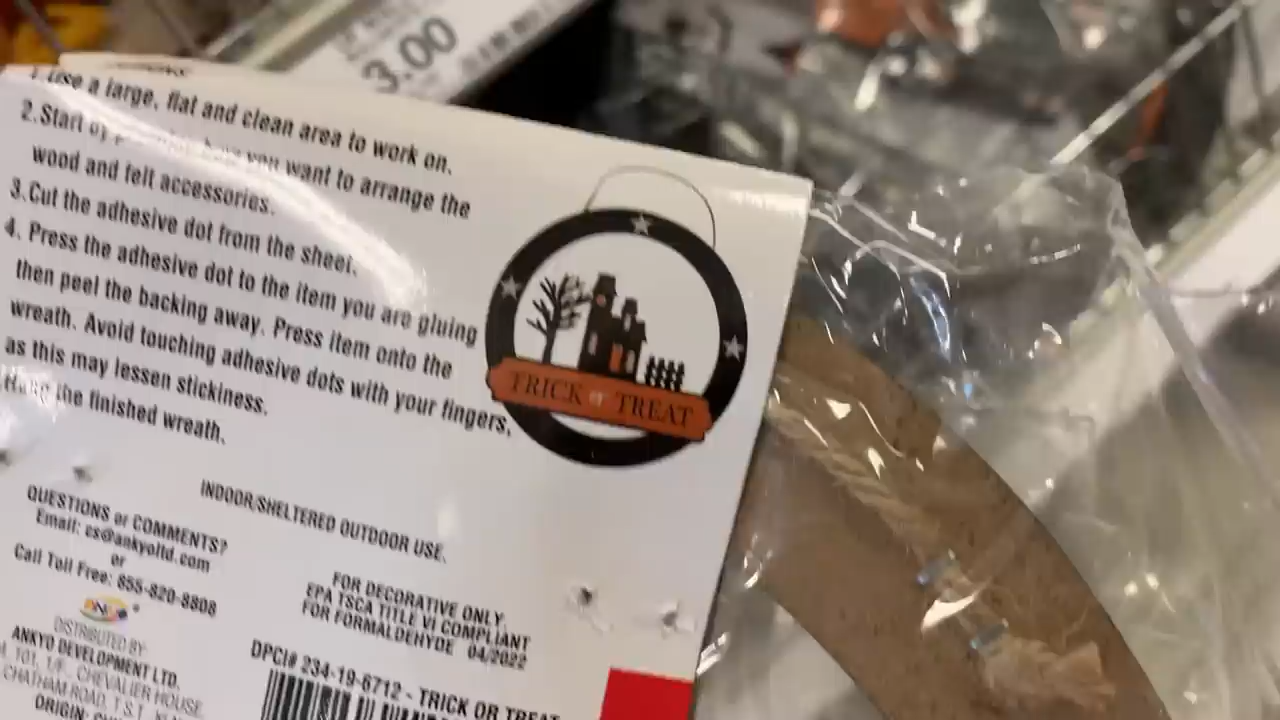 3.00
1. Use a large, flat and clean area to work on.
2.Start by you want to arrange the
wood and felt accessories.
3.Cut the adhesive dot from the sheet.
4. Press the adhesive dot to the item you are gluing
then peel the backing away. Press item onto the
wreath. Avoid touching adhesive dots with your fingers,
as this may lessen stickiness.
the finished wreath.
TRICK or TREAT
INDOOR/SHELTERED OUTDOOR USE.
QUESTIONS or COMMENTS?
Email: cs@ankyoltd.com
or
Call Toll Free: 855-820-8808
FOR DECORATIVE ONLY.
EPA TSCA TITLE VI COMPLIANT
FOR FORMALDEHYDE 04/2022
DISTRIBUTED BY:
ANKYO DEVELOPMENT LTD.
101, 1/F., CHEVALIER HOUSE,
CHATHAM ROAD, T.S.T.
ORIGIN:
DPCI# 234-19-6712 - TRICK OR TREAT